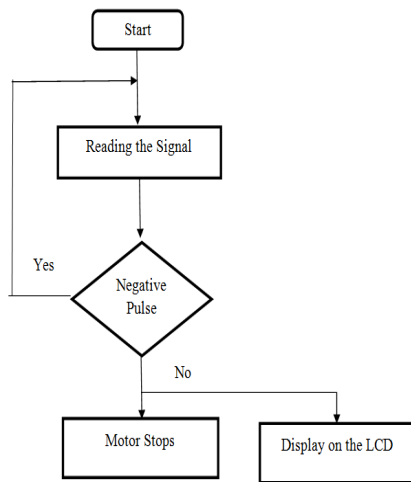 Start
Reading the Signal
Yes
Negative
Pulse
No
Motor Stops
Display on the LCD